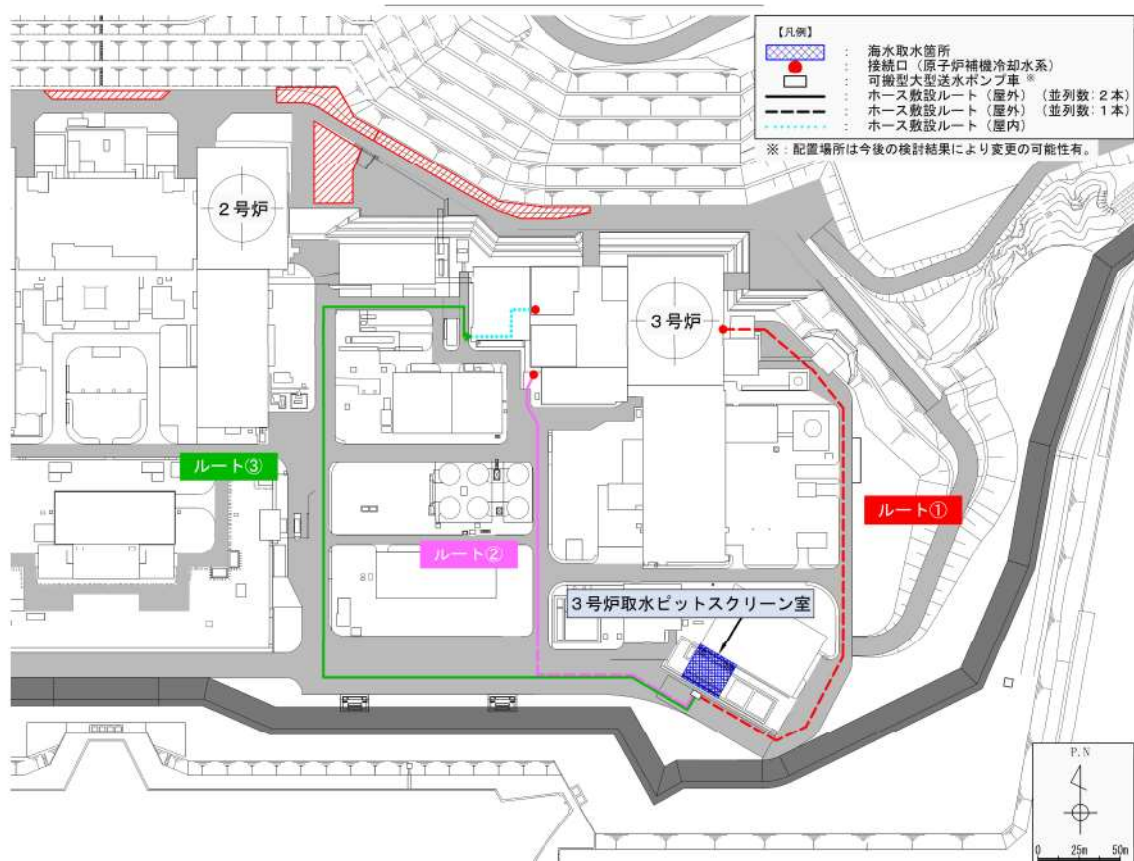 【凡例】
: 海水取水箇所
: 接続口（原子炉補機冷却水系）
: 可搬型大型送水ポンプ車 ※
: ホース敷設ルート（屋外）（並列数：２本）
: ホース敷設ルート（屋外）（並列数：１本）
: ホース敷設ルート（屋内）
※：配置場所は今後の検討結果により変更の可能性有。
２号炉
３号炉
ルート③
ルート①
ルート②
３号炉取水ピットスクリーン室
P.N
0 25m 50m